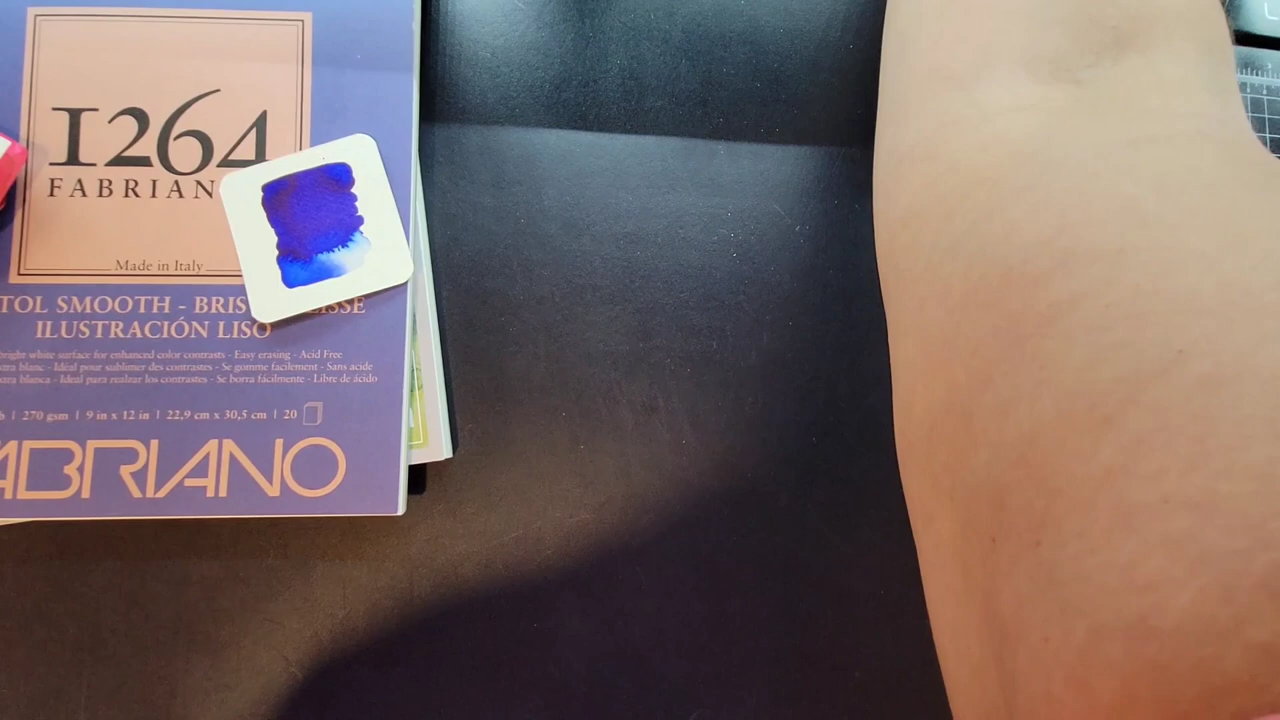 1264
FABRIAN
Made in Italy
TOL SMOOTH - BRIS LISSE
ILUSTRACIÓN LISO
bright white surface for enhanced color contrasts - Easy erasing - Acid Free
xtra blanc - Idéal pour sublimer des contrastes - Se gomme facilement - Sans acide
xtra blanca - Ideal para realzar los contrastes - Se borra fácilmente - Libre de ácido
b | 270 gsm | 9 in x 12 in | 22,9 cm x 30,5 cm | 20
ABRIANO